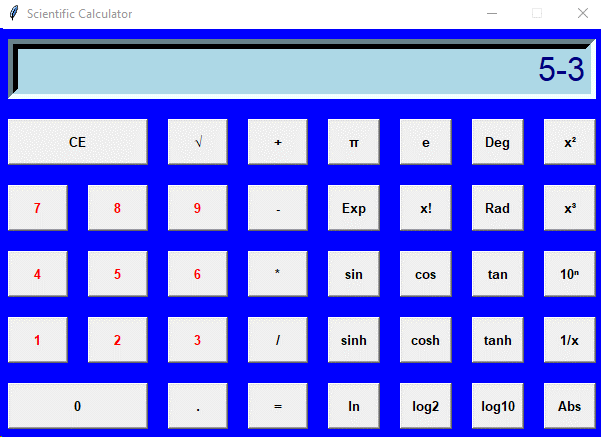 Scientific Calculator
5-3
CE √ + π e Deg x²
7 8 9 - Exp x! Rad x³
4 5 6 * sin cos tan 10ⁿ
1 2 3 / sinh cosh tanh 1/x
0 . = ln log2 log10 Abs